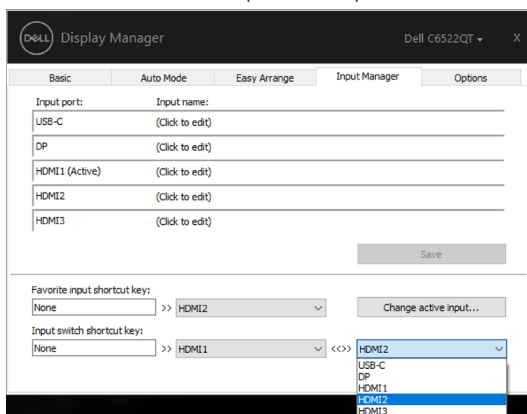 DELL Display Manager Dell C6522QT X
Basic Auto Mode Easy Arrange Input Manager Options
Input port: Input name:
USB-C (Click to edit)
DP (Click to edit)
HDMI1 (Active) (Click to edit)
HDMI2 (Click to edit)
HDMI3 (Click to edit)
Save
Favorite input shortcut key:
None >> HDMI2 Change active input...
Input switch shortcut key:
None >> HDMI1 <<>> HDMI2
USB-C
DP
HDMI1
HDMI2
HDMI3